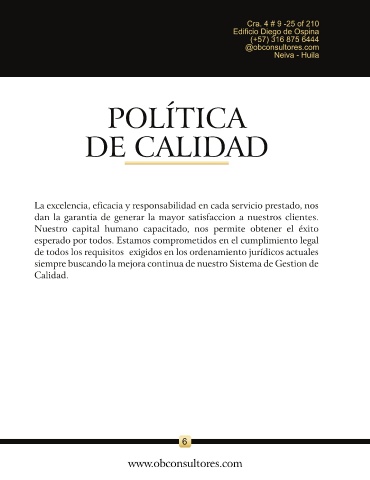 Cra. 4 # 9 -25 of 210
Edificio Diego de Ospina
(+57) 316 875 6444
@obconsultores.com
Neiva - Huila
POLÍTICA
DE CALIDAD
La excelencia, eficacia y responsabilidad en cada servicio prestado, nos
dan la garantia de generar la mayor satisfaccion a nuestros clientes.
Nuestro capital humano capacitado, nos permite obtener el éxito
esperado por todos. Estamos comprometidos en el cumplimiento legal
de todos los requisitos exigidos en los ordenamiento jurídicos actuales
siempre buscando la mejora continua de nuestro Sistema de Gestion de
Calidad.
6
www.obconsultores.com